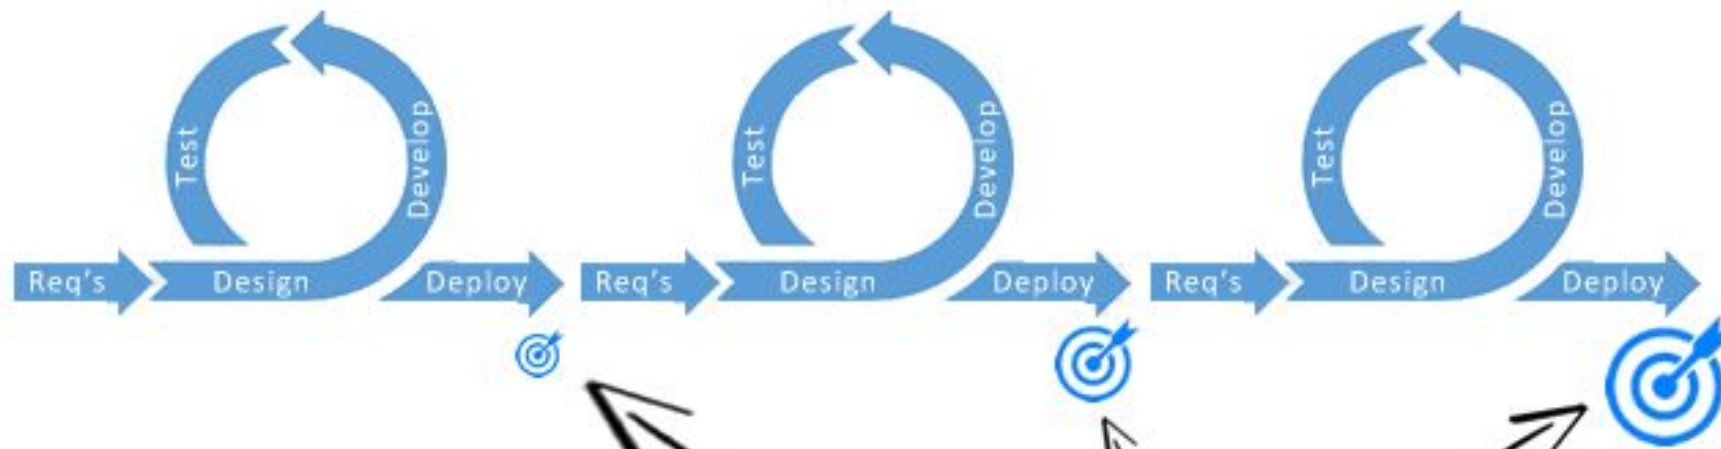 Test
Develop
Req's
Design
Deploy
Test
Develop
Req's
Design
Deploy
Test
Develop
Req's
Design
Deploy